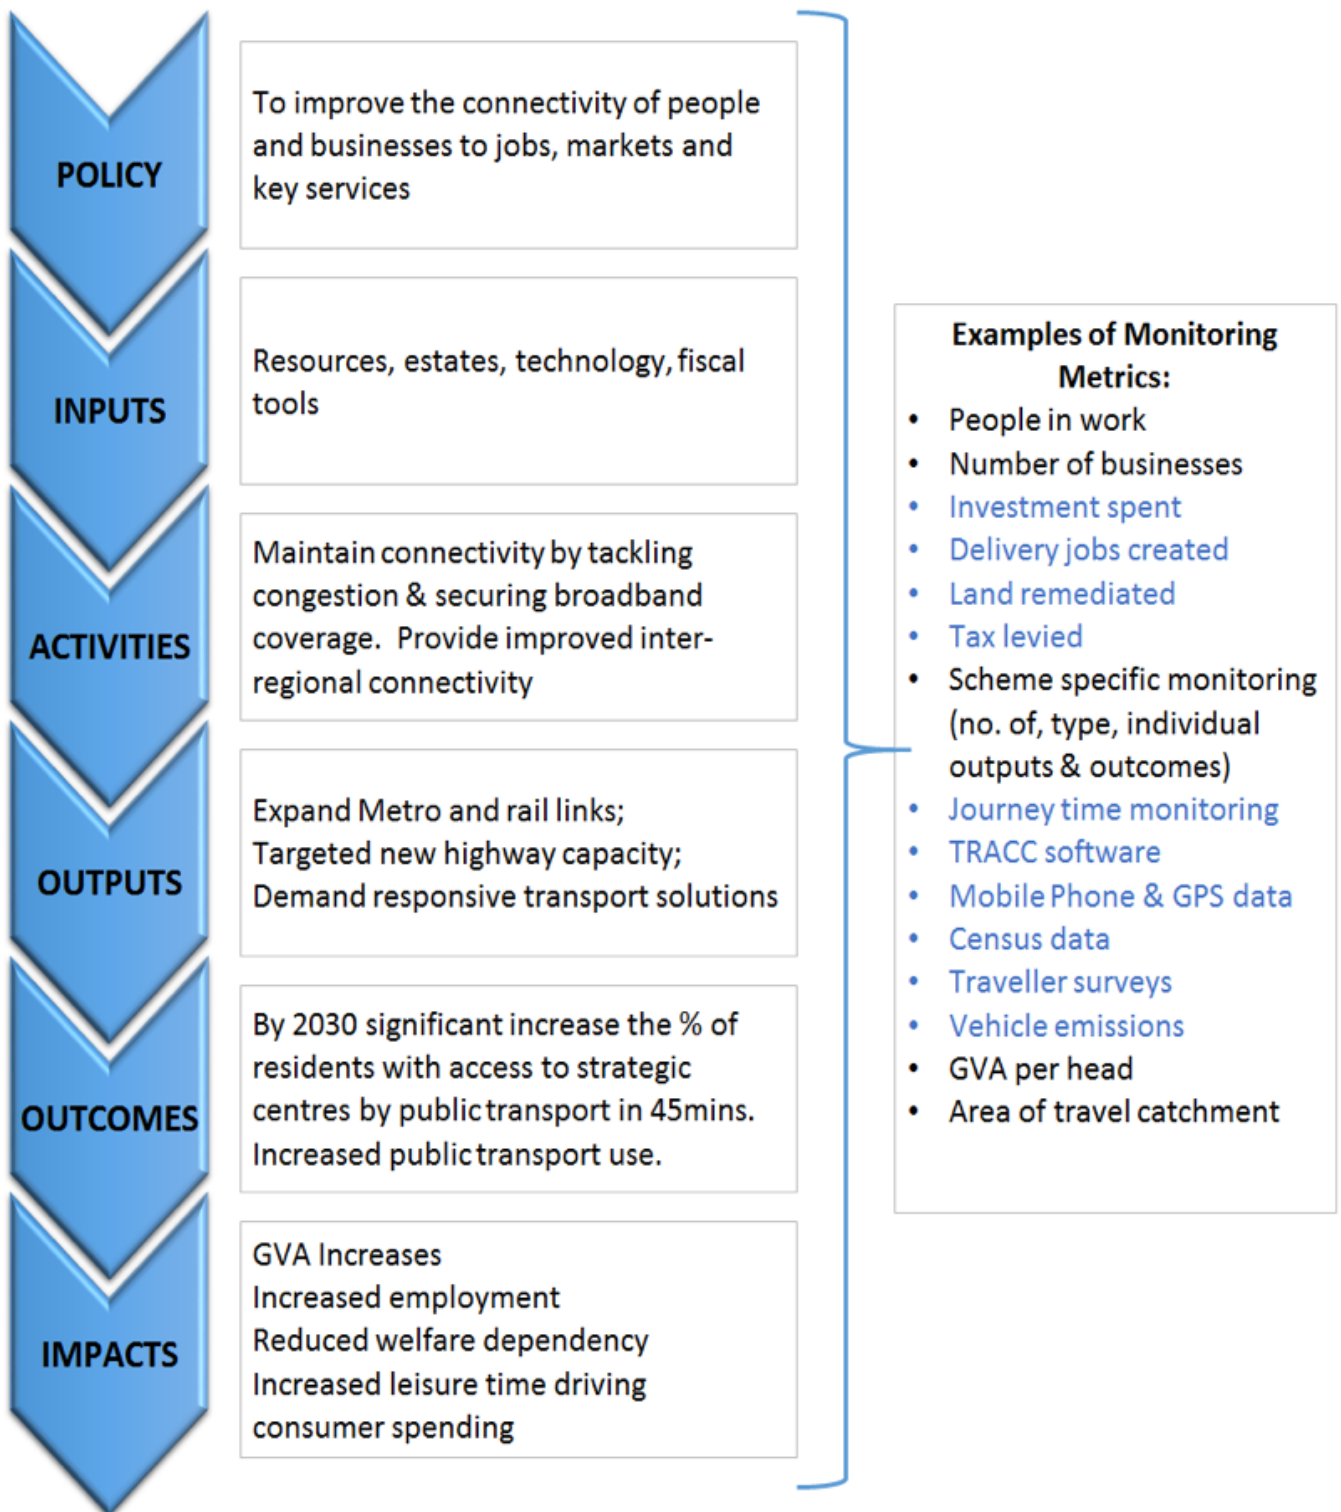 POLICY
To improve the connectivity of people
and businesses to jobs, markets and
key services
INPUTS
Resources, estates, technology, fiscal
tools
ACTIVITIES
Maintain connectivity by tackling
congestion & securing broadband
coverage. Provide improved inter-
regional connectivity
OUTPUTS
Expand Metro and rail links;
Targeted new highway capacity;
Demand responsive transport solutions
OUTCOMES
By 2030 significant increase the % of
residents with access to strategic
centres by public transport in 45mins.
Increased public transport use.
IMPACTS
GVA Increases
Increased employment
Reduced welfare dependency
Increased leisure time driving
consumer spending
Examples of Monitoring
Metrics:
• People in work
• Number of businesses
• Investment spent
• Delivery jobs created
• Land remediated
• Tax levied
• Scheme specific monitoring
(no. of, type, individual
outputs & outcomes)
• Journey time monitoring
• TRACC software
• Mobile Phone & GPS data
• Census data
• Traveller surveys
• Vehicle emissions
• GVA per head
• Area of travel catchment